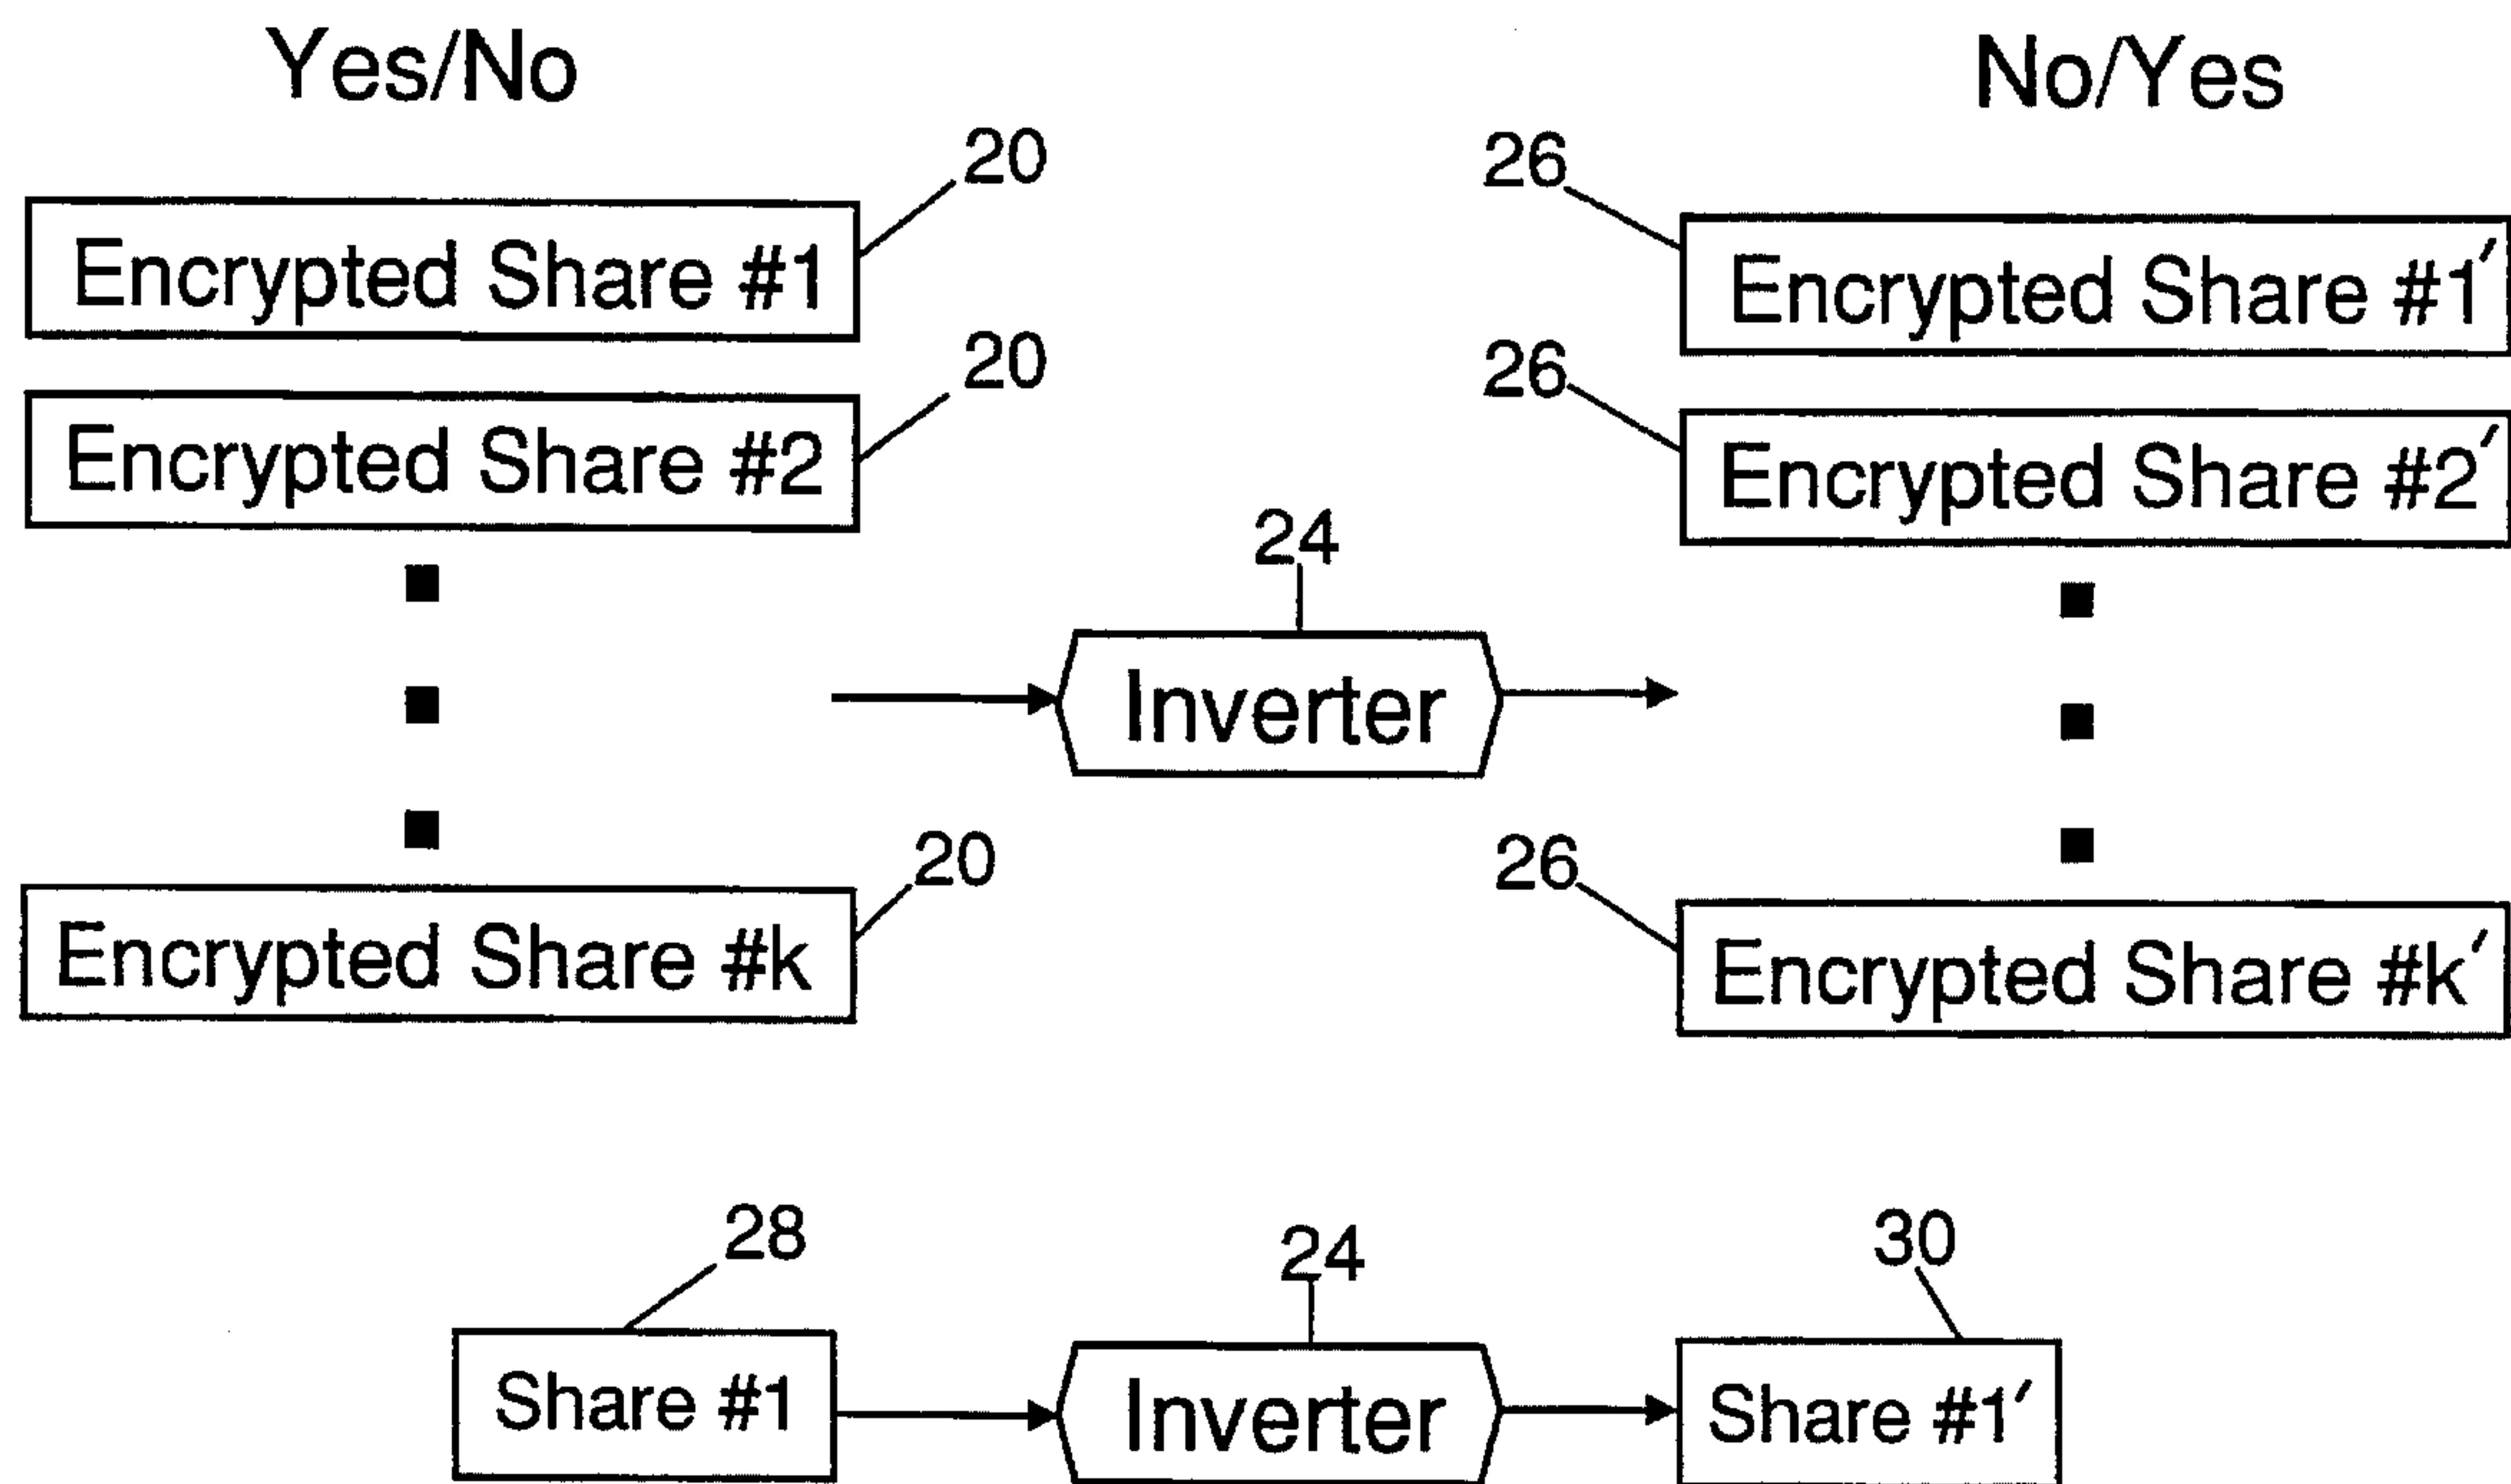 Yes/No
No/Yes
20
26
Encrypted Share #1
Encrypted Share #1′
20
26
Encrypted Share #2
Encrypted Share #2′
24
Inverter
20
26
Encrypted Share #k
Encrypted Share #k′
28
24
30
Share #1
Inverter
Share #1′